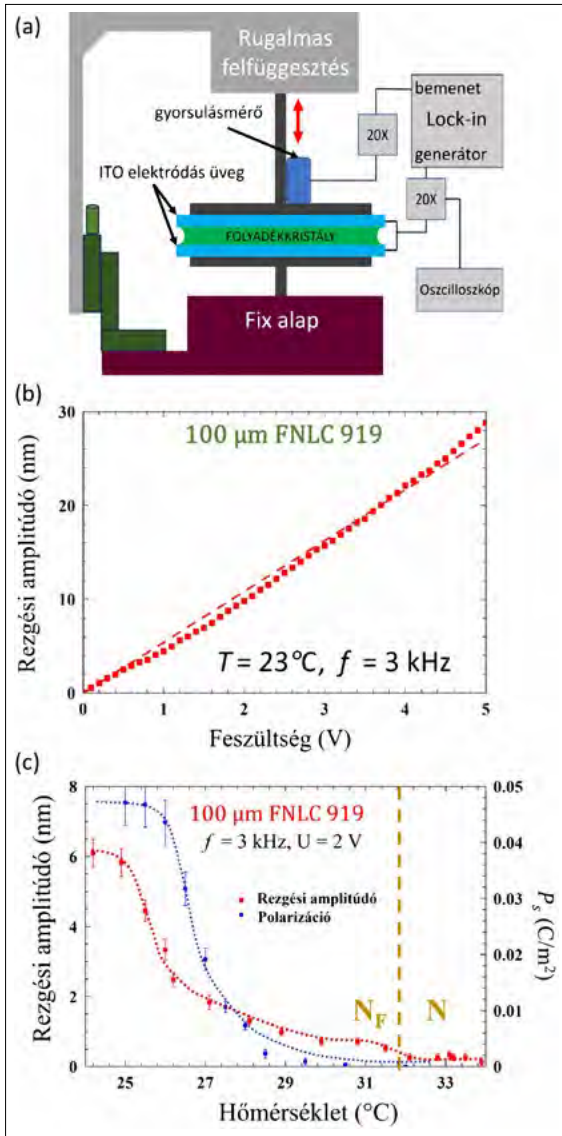 (a)
Rugalmas
felfüggesztés
gyorsulásmérő
bemenet
20X
Lock-in
generátor
ITO elektródás üveg
20X
FOLYADÉKKRISTÁLY
Oszcilloszkóp
Fix alap
(b)
30
100 μm FNLC 919
20
Rezgési amplitúdó (nm)
10
T = 23°C, f = 3 kHz
0
0 1 2 3 4 5
Feszültség (V)
(c)
8 0.05
100 μm FNLC 919
f = 3 kHz, U = 2 V
0.04
6
Rezgési amplitúdó
Polarizáció
0.03
Rezgési amplitúdó (nm)
4
Ps (C/m²)
0.02
2
0.01
NF N
0 0
25 27 29 31 33
Hőmérséklet (°C)